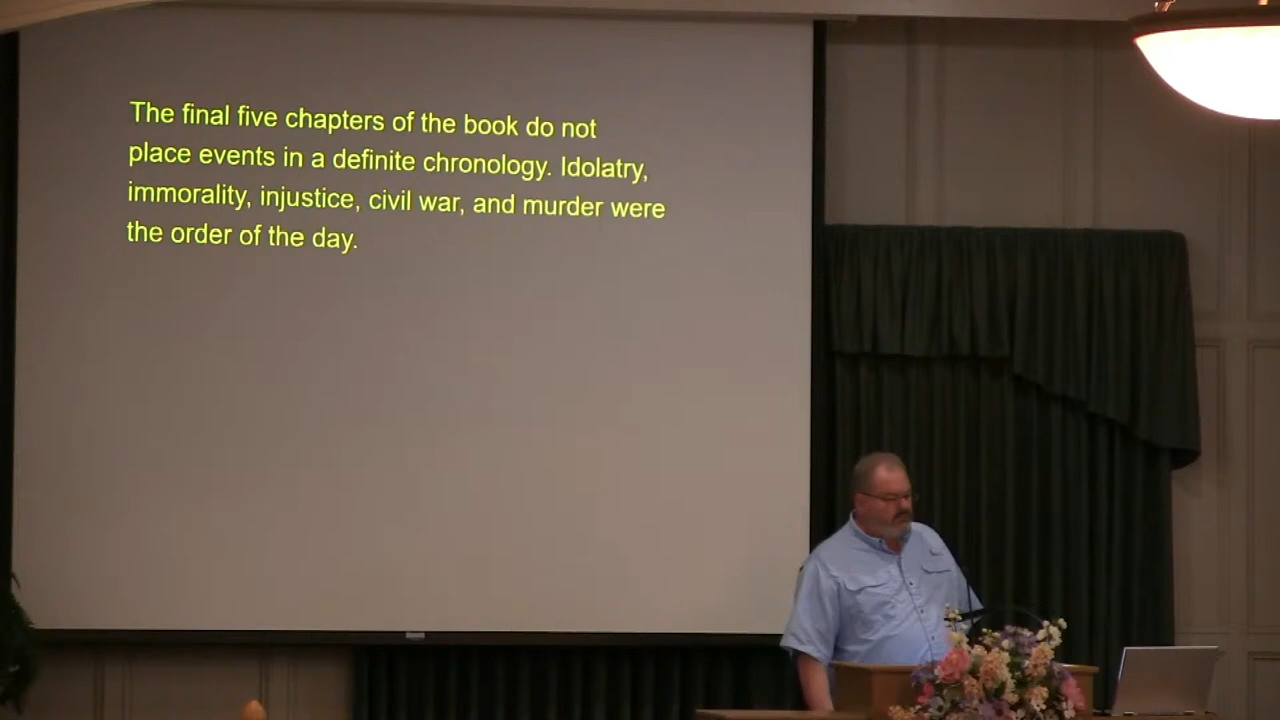 The final five chapters of the book do not
place events in a definite chronology. Idolatry,
immorality, injustice, civil war, and murder were
the order of the day.